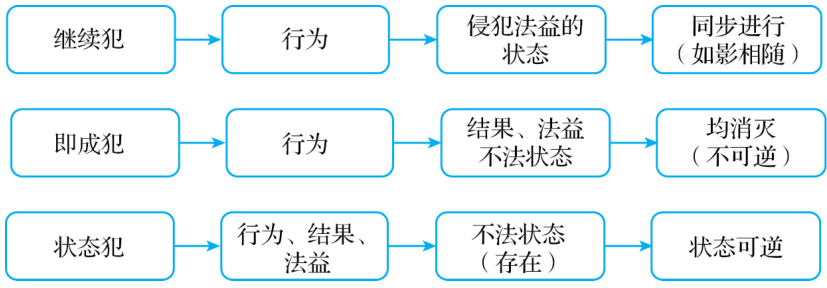 继续犯
行为
侵犯法益的
状态
同步进行
（如影相随）
即成犯
行为
结果、法益
不法状态
均消灭
（不可逆）
状态犯
行为、结果、
法益
不法状态
（存在）
状态可逆